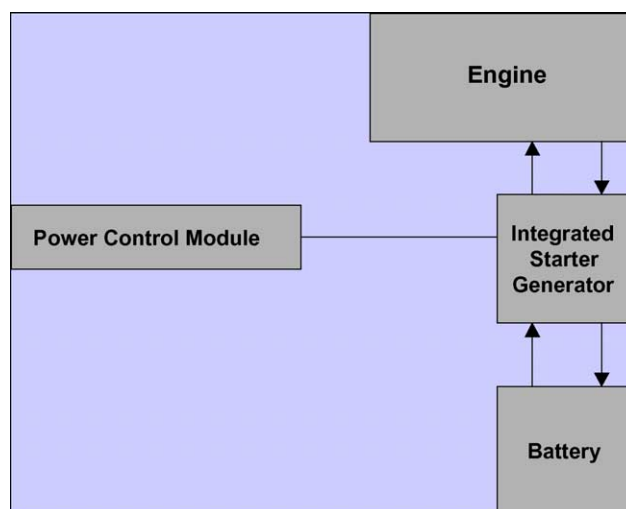 Engine
Power Control Module
Integrated
Starter
Generator
Battery